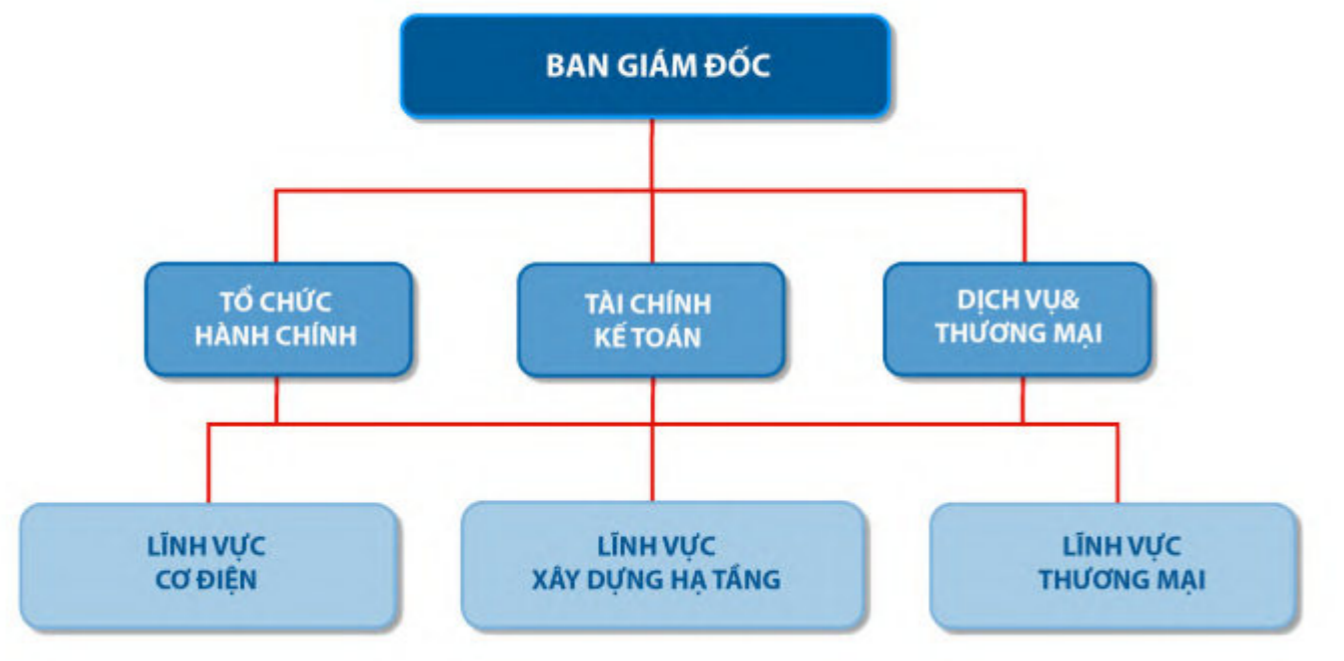 BAN GIÁM ĐỐC
TỔ CHỨC
HÀNH CHÍNH
TÀI CHÍNH
KẾ TOÁN
DỊCH VỤ&
THƯƠNG MẠI
LĨNH VỰC
CƠ ĐIỆN
LĨNH VỰC
XÂY DỰNG HẠ TẦNG
LĨNH VỰC
THƯƠNG MẠI